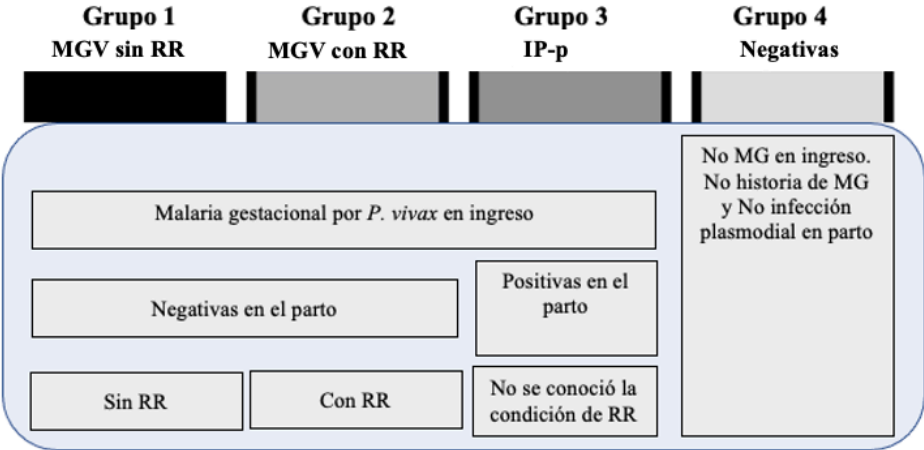 Grupo 1
MGV sin RR
Grupo 2
MGV con RR
Grupo 3
IP-p
Grupo 4
Negativas
Malaria gestacional por P. vivax en ingreso
Negativas en el parto
Positivas en el
parto
Sin RR
Con RR
No se conoció la
condición de RR
No MG en ingreso.
No historia de MG
y No infección
plasmodial en parto